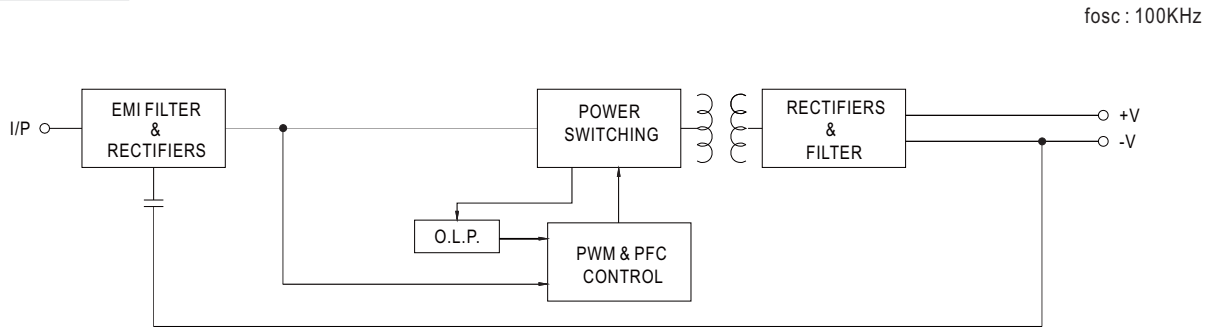 fosc : 100KHz
I/P
EMI FILTER
&
RECTIFIERS
POWER
SWITCHING
RECTIFIERS
&
FILTER
+V
-V
O.L.P.
PWM & PFC
CONTROL